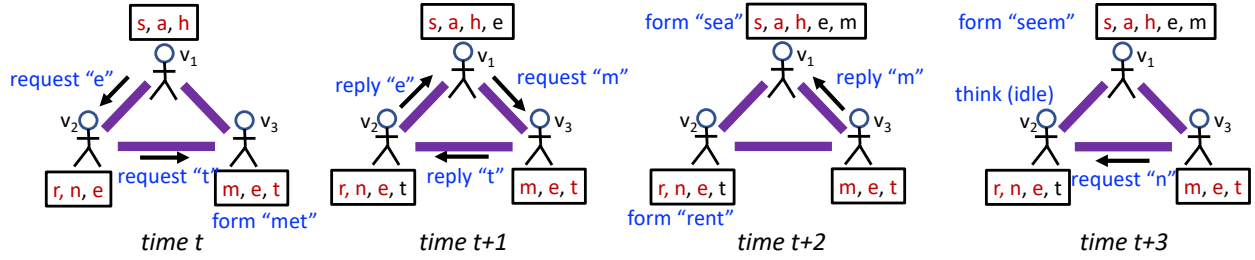 s, a, h
v1
request “e”
v2
v3
request “t”
r, n, e
m, e, t
form “met”
time t
s, a, h, e
v1
reply “e”
request “m”
v2
v3
reply “t”
r, n, e, t
m, e, t
time t+1
form “sea”
s, a, h, e, m
v1
reply “m”
v2
v3
r, n, e, t
m, e, t
form “rent”
time t+2
form “seem”
s, a, h, e, m
v1
think (idle)
v2
v3
request “n”
r, n, e, t
m, e, t
time t+3